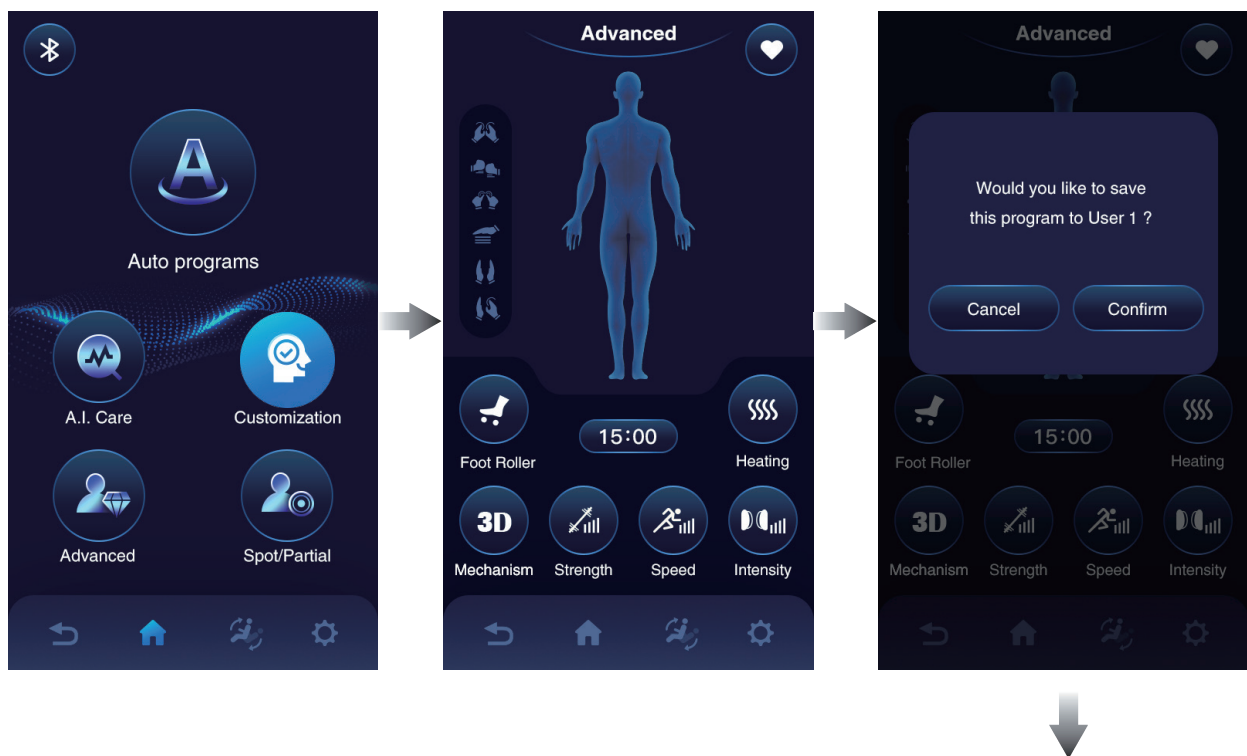 Auto programs
A.I. Care
Customization
Advanced
Spot/Partial
Advanced
15:00
Foot Roller
Heating
3D
Mechanism
Strength
Speed
Intensity
Advanced
Would you like to save
this program to User 1 ?
Cancel
Confirm
15:00
Foot Roller
Heating
3D
Mechanism
Strength
Speed
Intensity